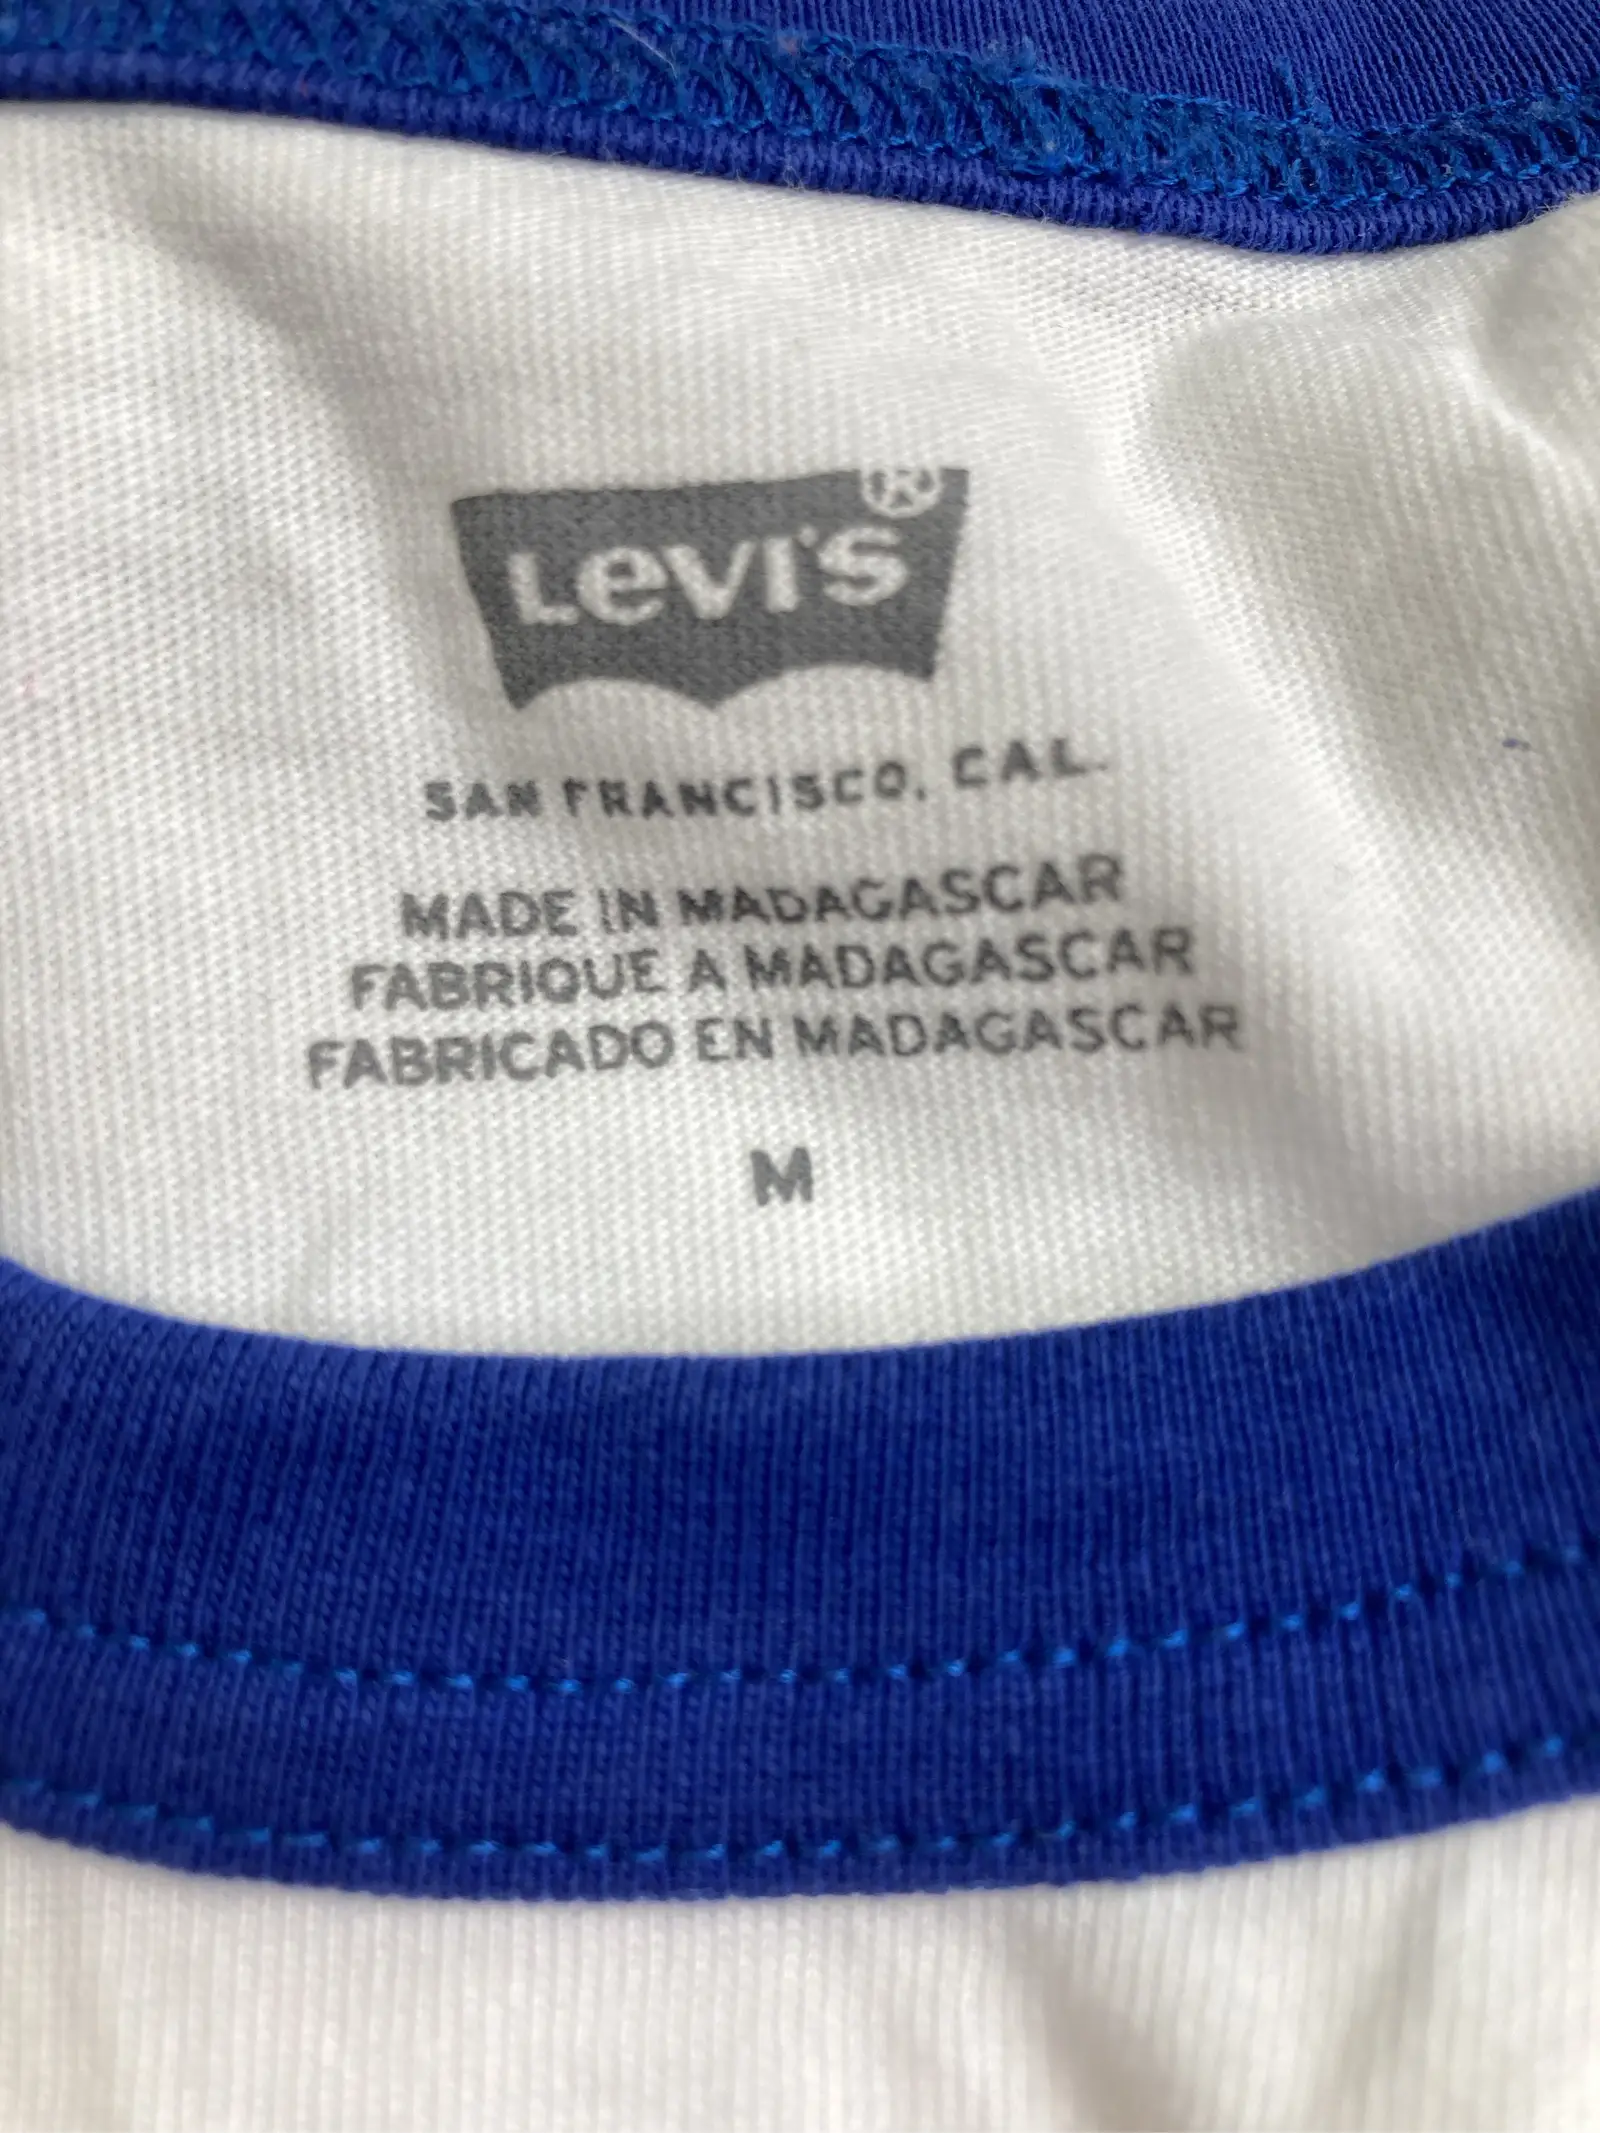 Levi's®
SAN FRANCISCO, CAL.
MADE IN MADAGASCAR
FABRIQUE A MADAGASCAR
FABRICADO EN MADAGASCAR
M